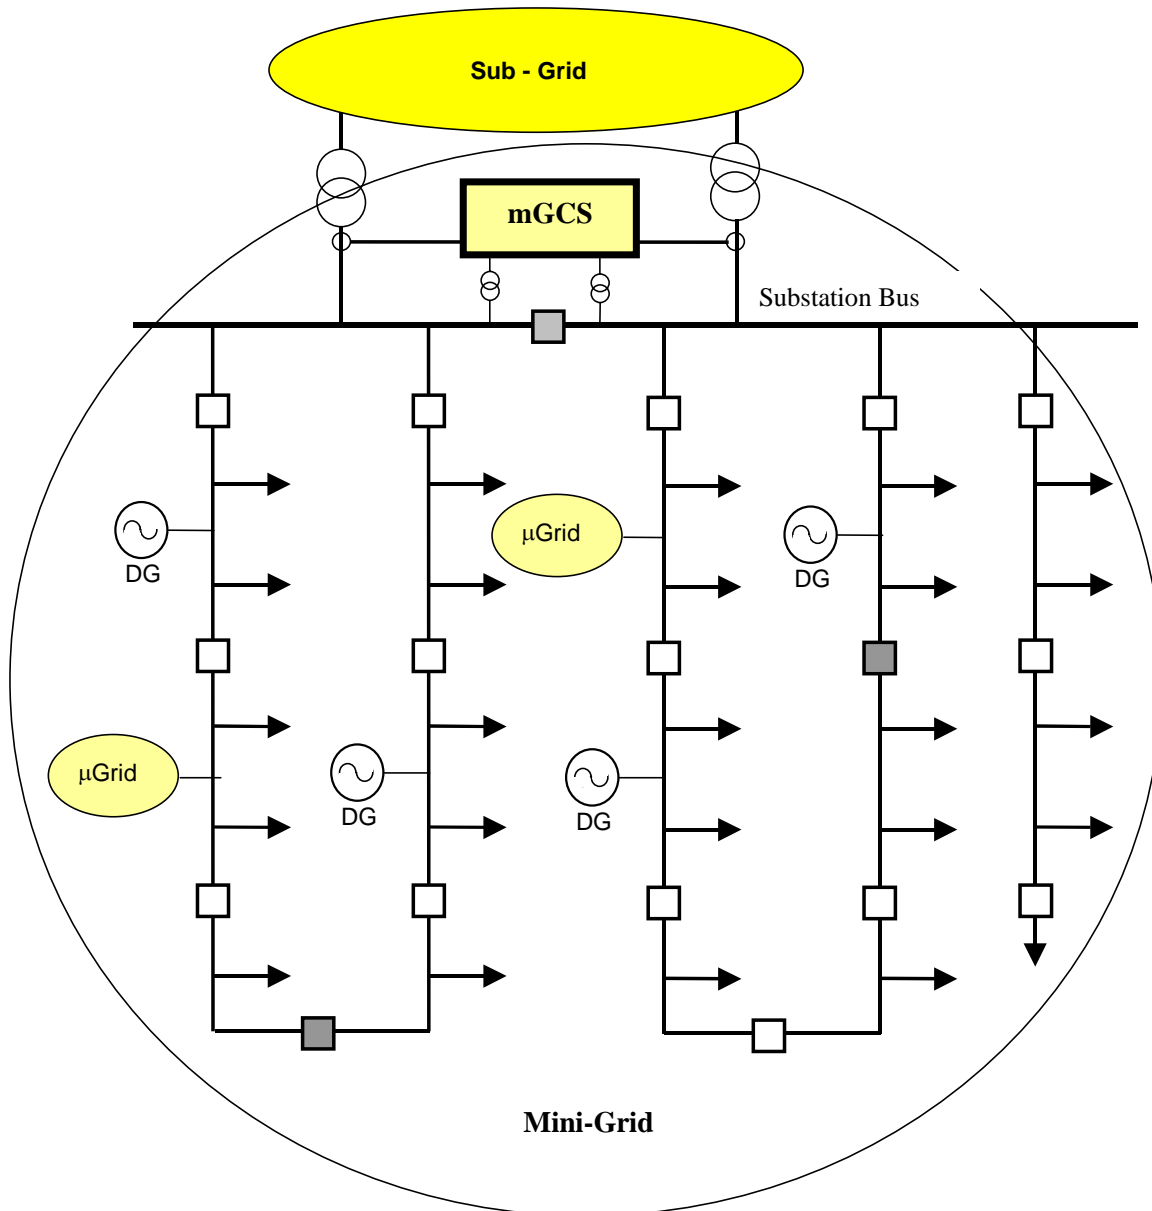 Sub - Grid
mGCS
Substation Bus
μGrid
DG
DG
μGrid
DG
DG
Mini-Grid